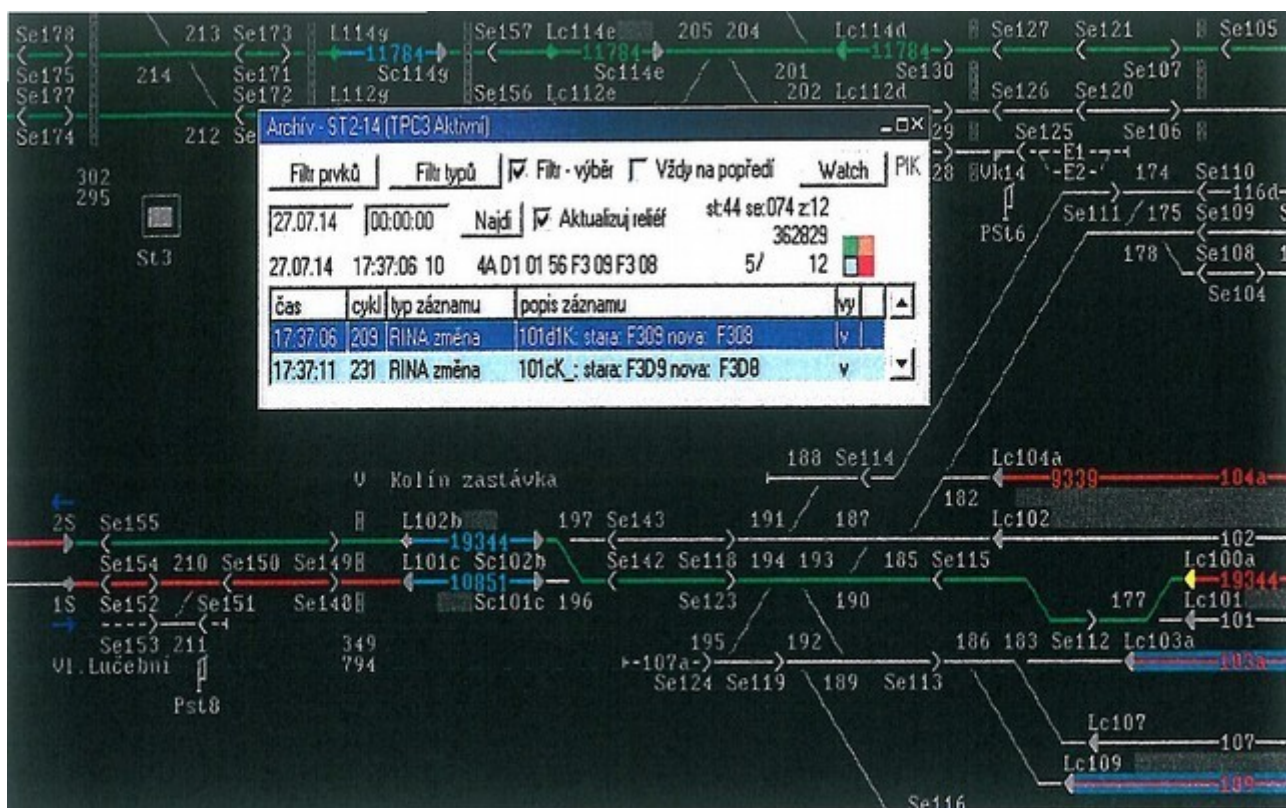 Se178 213 Se173 L114g Se157 Lc114e 205 204 Lc114d Se127 Se121 Se105
11784 11784 11784
Se175 214 Se171 Sc114g Sc114e 201 Se130 Se107
Se177 Se172 L112g Se156 Lc112e 202 Lc112d Se126 Se120
Se174 212 Se
Archív - ST2-14 (TPC3 Aktivní)
29 Se125 E1 Se106
Filtr prvků Filtr typů Filtr - výběr Vždy na popředí Watch PIK
28 Vk14 E2 174 Se110
302
295
116d
27.07.14 00:00:00 Najdi Aktualizuj reliéf st:44 se:074 z:12
362829
Se111 175 Se109
PSt6
St3
178 Se108
27.07.14 17:37:06 10 4A D1 01 56 F3 09 F3 08 5/ 12
Se104
čas cykl typ záznamu popis záznamu vy
17:37:06 209 RINA změna 101d1K: stara: F309 nova: F308 v
17:37:11 231 RINA změna 101cK_: stara: F3D9 nova: F3D8 v
188 Se114 Lc104a
V Kolín zastávka
9339 104a
182
2S Se155 L102b 197 Se143 191 187 Lc102
19344 102
Se154 210 Se150 Se149 L101c Sc102b Se142 Se118 194 193 185 Se115 Lc100a
10851 19344
1S Se152 Se151 Se148 Sc101c 196 Se123 190 177 Lc101
101
Se153 211 349 195 192 186 183 Se112 Lc103a
Vl.Lučební 794 107a 103a
Se124 Se119 189 Se113
Pst8
Lc107
107
Lc109
109
Se116